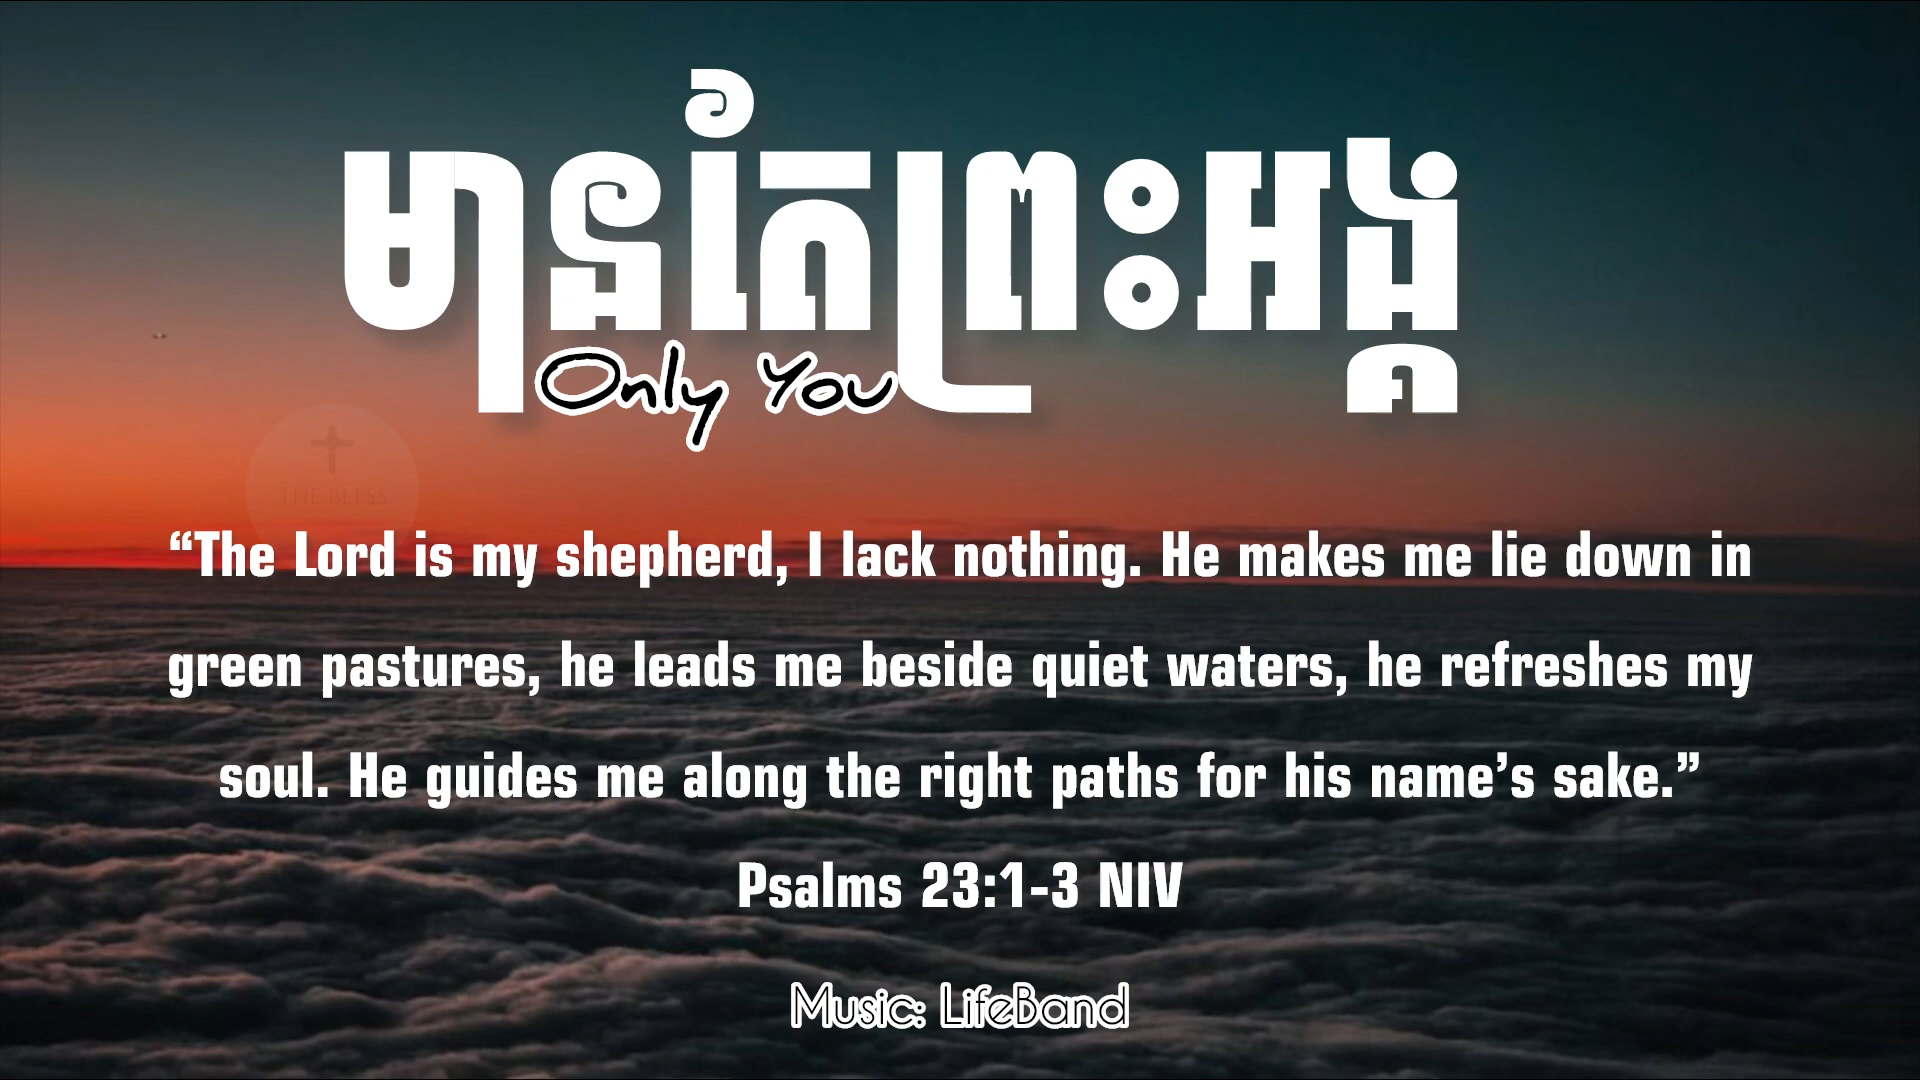 មានតែព្រះអង្គ
Only You
THE BLESS
“The Lord is my shepherd, I lack nothing. He makes me lie down in
green pastures, he leads me beside quiet waters, he refreshes my
soul. He guides me along the right paths for his name’s sake.”
Psalms 23:1-3 NIV
Music: LifeBand